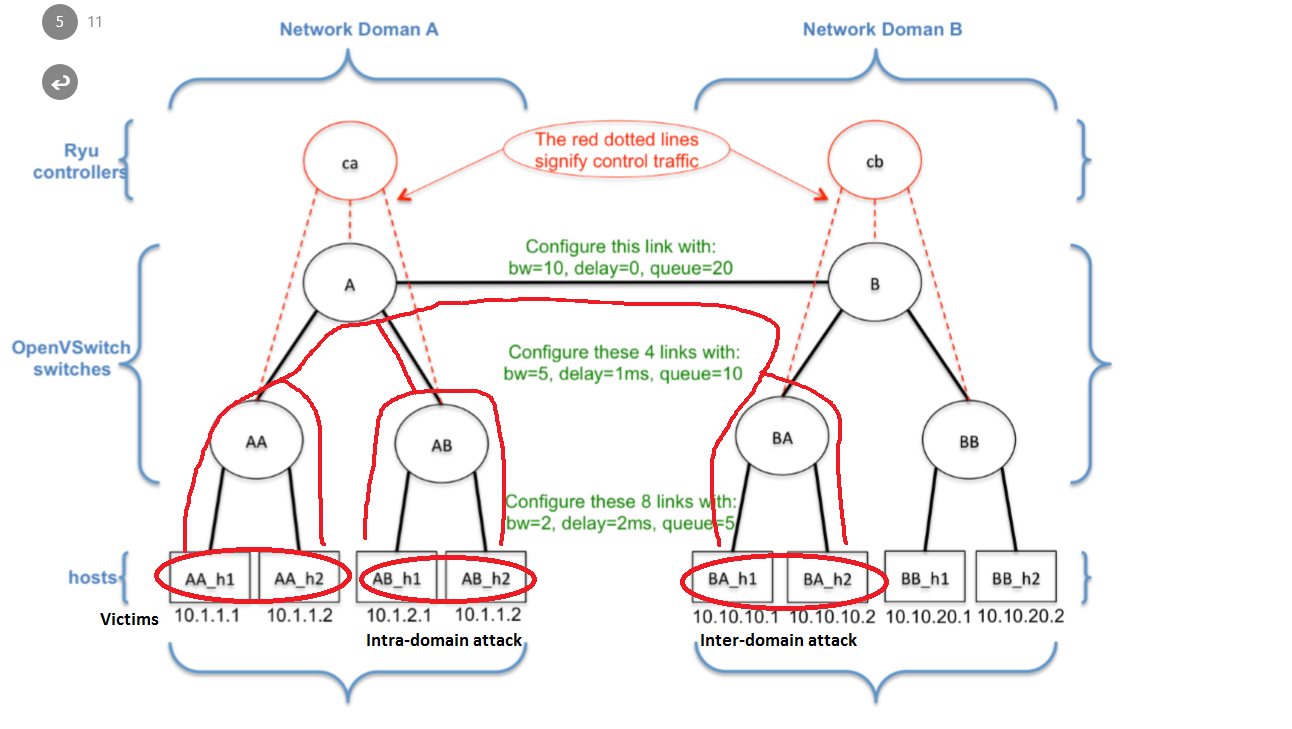 5 11
Network Doman A
Network Doman B
Ryu
controllers
ca
The red dotted lines
signify control traffic
cb
Configure this link with:
bw=10, delay=0, queue=20
A
B
OpenVSwitch
switches
Configure these 4 links with:
bw=5, delay=1ms, queue=10
AA
AB
BA
BB
Configure these 8 links with:
bw=2, delay=2ms, queue=5
hosts
AA_h1
AA_h2
AB_h1
AB_h2
BA_h1
BA_h2
BB_h1
BB_h2
Victims
10.1.1.1
10.1.1.2
10.1.2.1
10.1.1.2
10.10.10.1
10.10.10.2
10.10.20.1
10.10.20.2
Intra-domain attack
Inter-domain attack